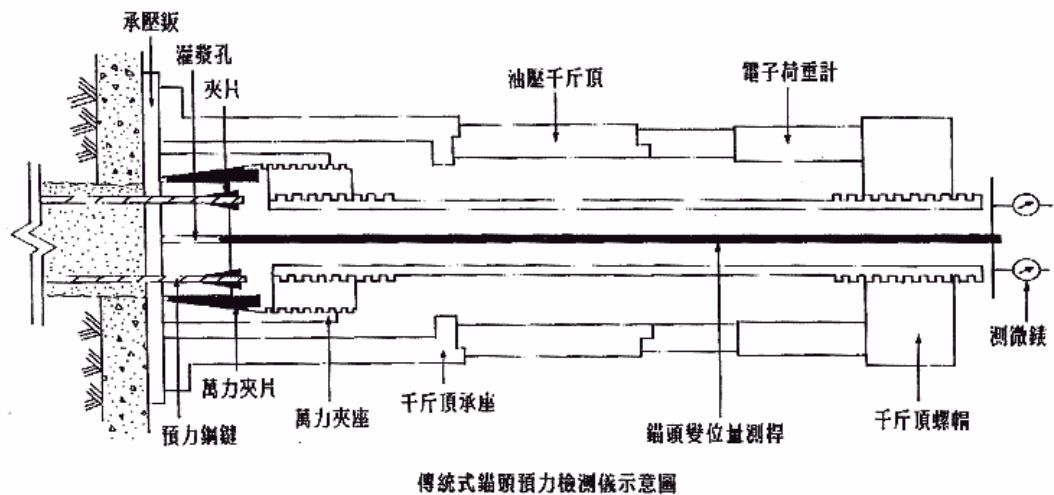 承壓鈑
灌漿孔
夾片
油壓千斤頂
電子荷重計
測微錶
萬力夾片
預力鋼鍵
萬力夾座
千斤頂承座
錨頭變位量測桿
千斤頂螺帽
傳統式錨頭預力檢測儀示意圖